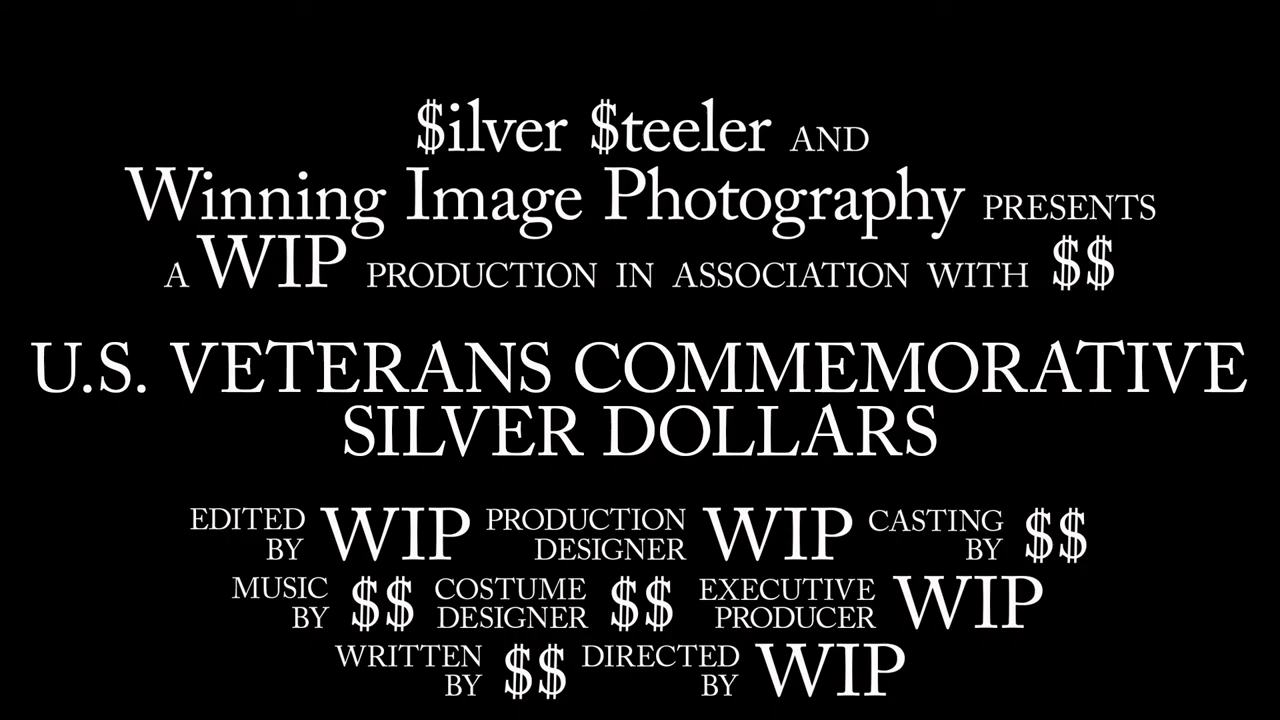 $ilver $teeler AND
Winning Image Photography PRESENTS
A WIP PRODUCTION IN ASSOCIATION WITH $$
U.S. VETERANS COMMEMORATIVE
SILVER DOLLARS
EDITED BY WIP PRODUCTION DESIGNER WIP CASTING BY $$
MUSIC BY $$ COSTUME DESIGNER $$ EXECUTIVE PRODUCER WIP
WRITTEN BY $$ DIRECTED BY WIP